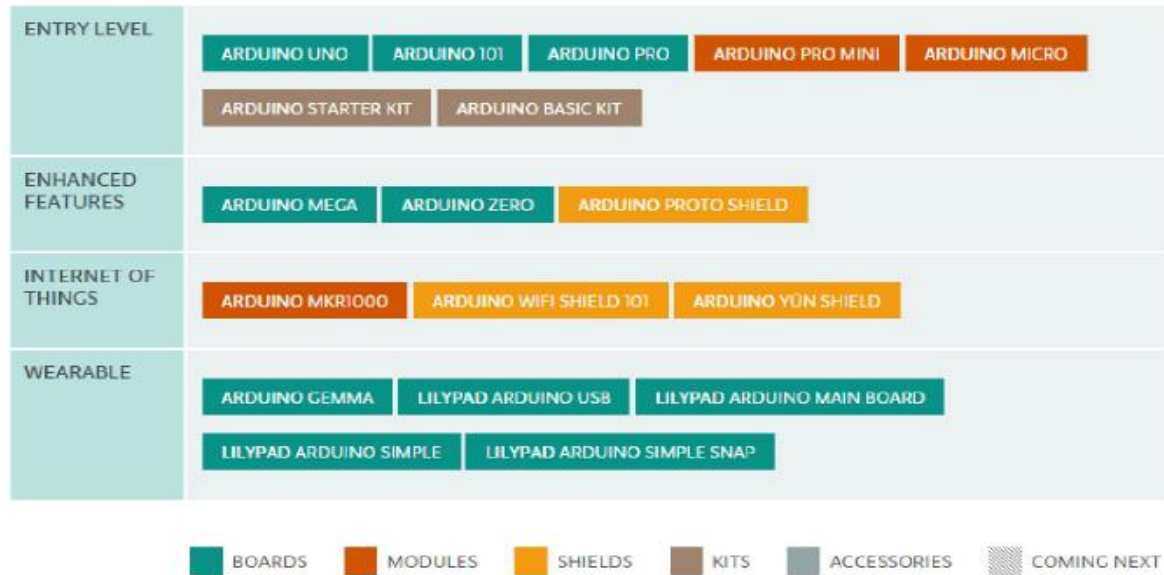 ENTRY LEVEL
ARDUINO UNO ARDUINO 101 ARDUINO PRO ARDUINO PRO MINI ARDUINO MICRO
ARDUINO STARTER KIT ARDUINO BASIC KIT
ENHANCED
FEATURES
ARDUINO MEGA ARDUINO ZERO ARDUINO PROTO SHIELD
INTERNET OF
THINGS
ARDUINO MKR1000 ARDUINO WIFI SHIELD 101 ARDUINO YÚN SHIELD
WEARABLE
ARDUINO GEMMA LILYPAD ARDUINO USB LILYPAD ARDUINO MAIN BOARD
LILYPAD ARDUINO SIMPLE LILYPAD ARDUINO SIMPLE SNAP
BOARDS MODULES SHIELDS KITS ACCESSORIES COMING NEXT